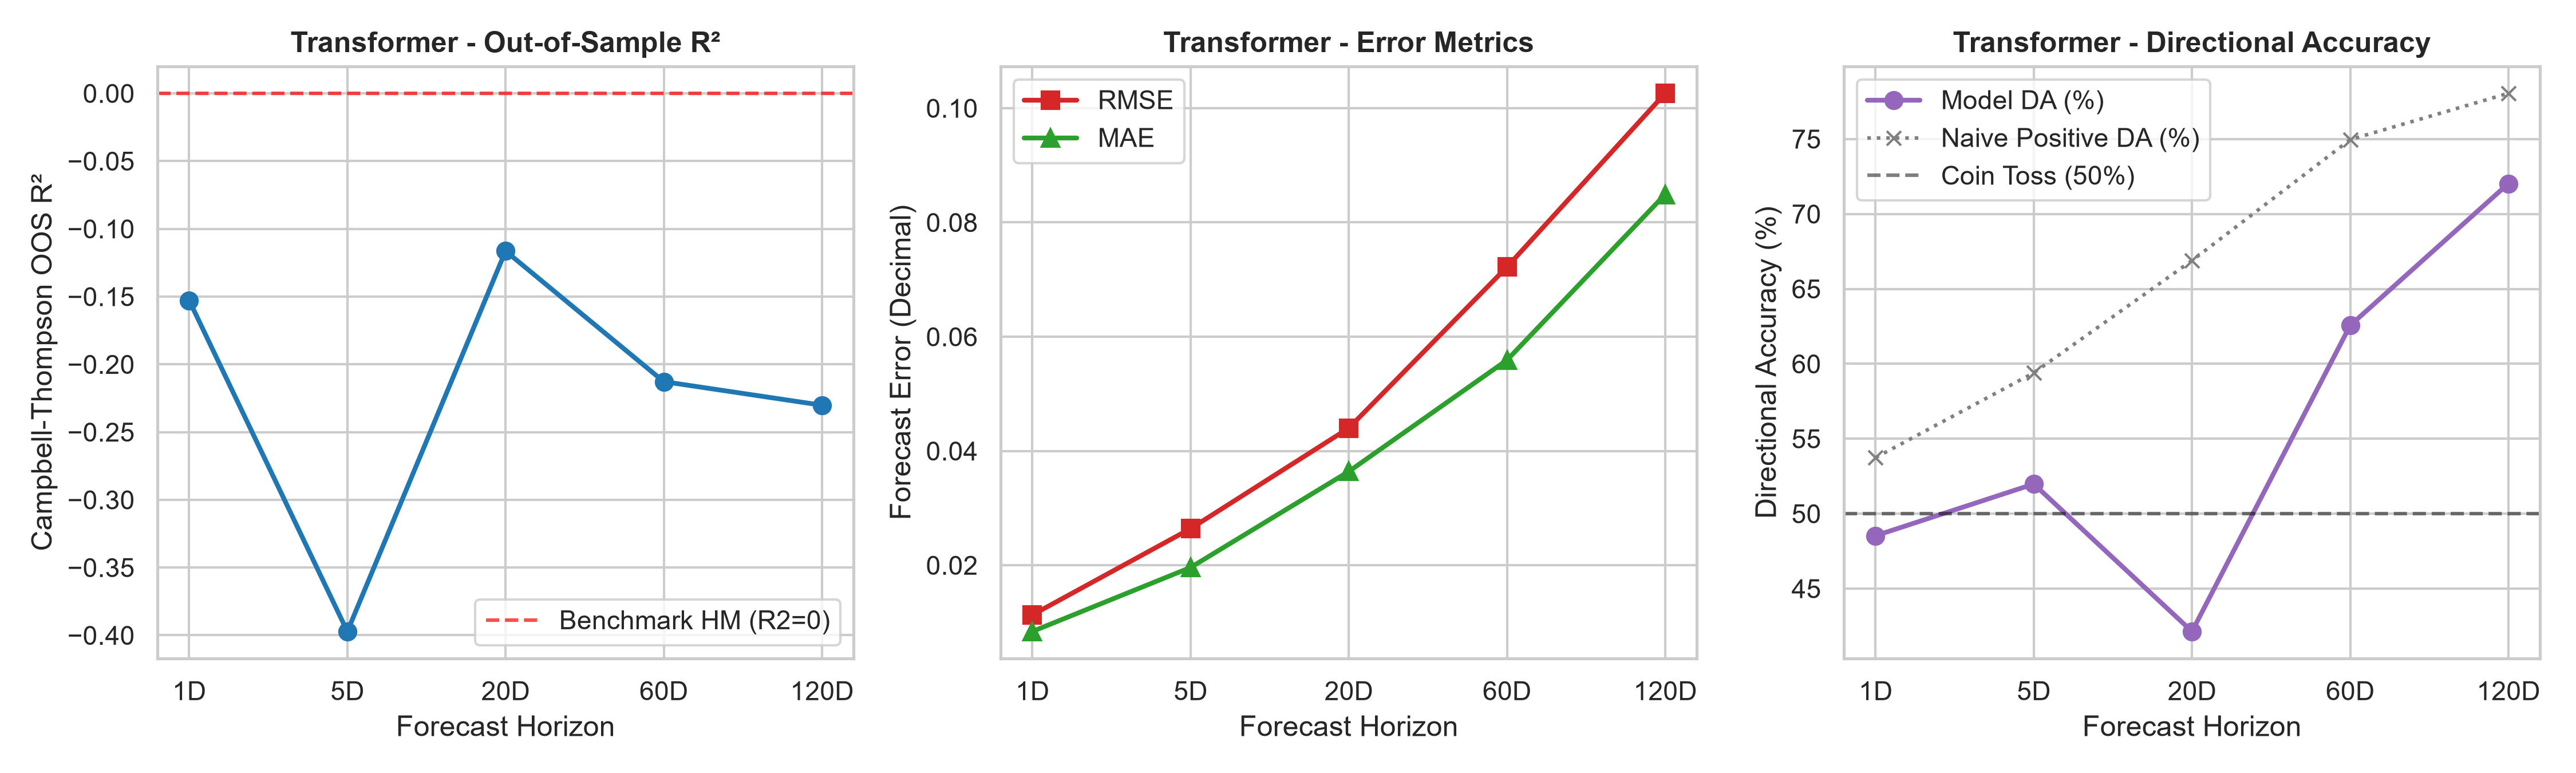 Transformer - Out-of-Sample R²
Campbell-Thompson OOS R²
0.00
−0.05
−0.10
−0.15
−0.20
−0.25
−0.30
−0.35
−0.40
Benchmark HM (R2=0)
1D 5D 20D 60D 120D
Forecast Horizon
Transformer - Error Metrics
Forecast Error (Decimal)
RMSE
MAE
0.10
0.08
0.06
0.04
0.02
1D 5D 20D 60D 120D
Forecast Horizon
Transformer - Directional Accuracy
Directional Accuracy (%)
Model DA (%)
Naive Positive DA (%)
Coin Toss (50%)
75
70
65
60
55
50
45
1D 5D 20D 60D 120D
Forecast Horizon